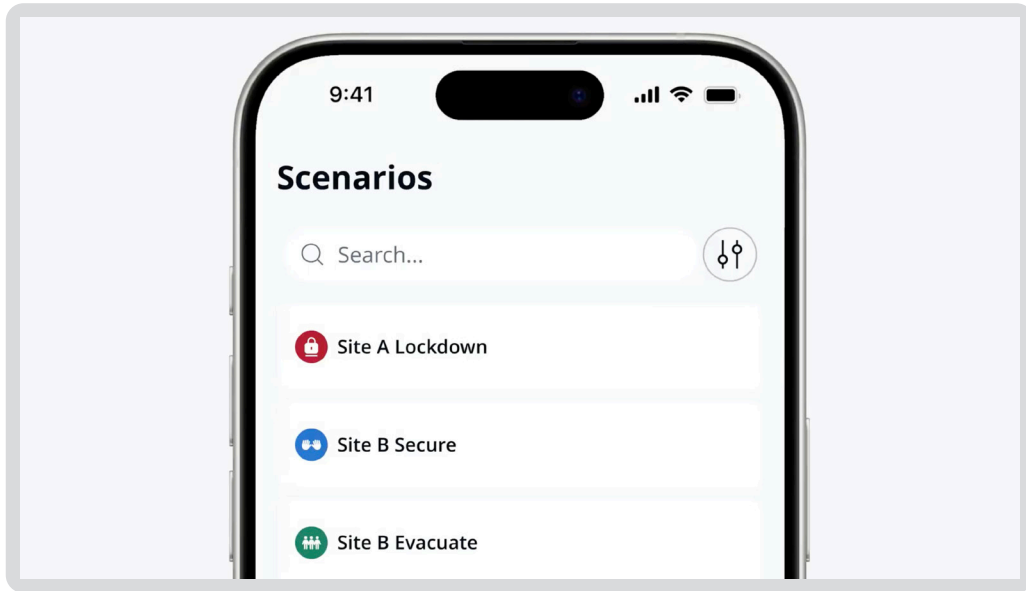 9:41
Scenarios
Search...
Site A Lockdown
Site B Secure
Site B Evacuate